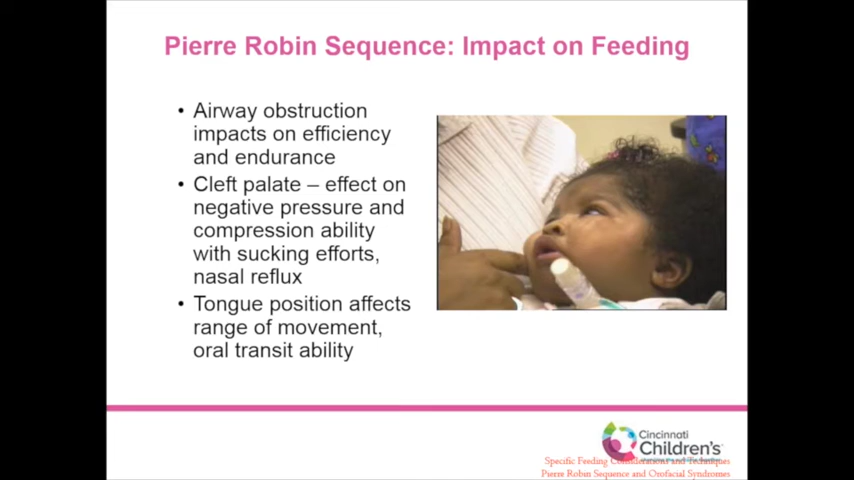 Pierre Robin Sequence: Impact on Feeding
• Airway obstruction
impacts on efficiency
and endurance
• Cleft palate – effect on
negative pressure and
compression ability
with sucking efforts,
nasal reflux
• Tongue position affects
range of movement,
oral transit ability
Cincinnati
Children's
Specific Feeding Considerations and Techniques
Pierre Robin Sequence and Orofacial Syndromes